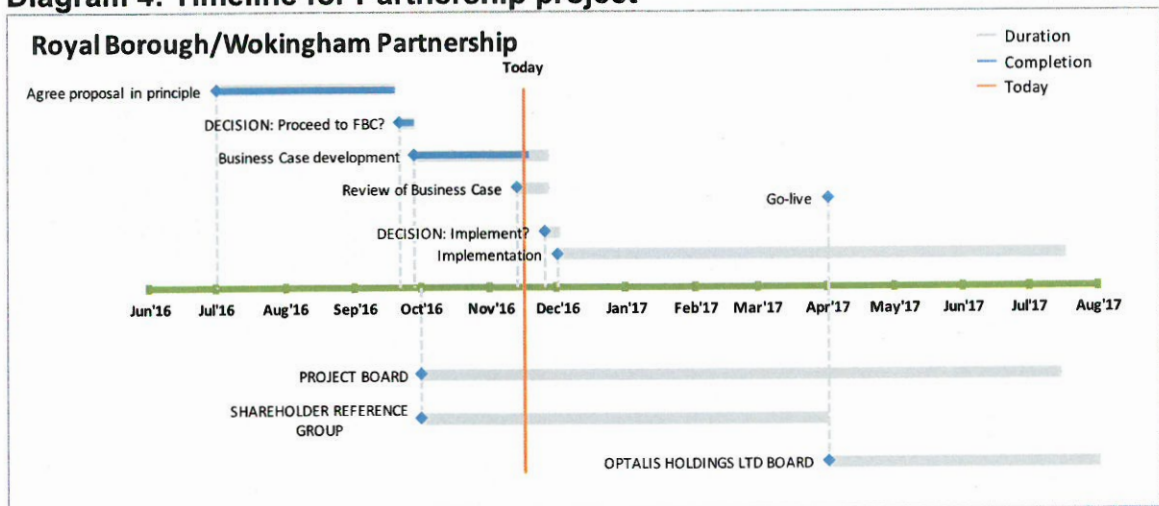 Diagram 4: Timeline for Partnership project
Royal Borough/Wokingham Partnership
Duration
Completion
Today
Today
Agree proposal in principle
DECISION: Proceed to FBC?
Business Case development
Review of Business Case
Go-live
DECISION: Implement?
Implementation
Jun'16 Jul'16 Aug'16 Sep'16 Oct'16 Nov'16 Dec'16 Jan'17 Feb'17 Mar'17 Apr'17 May'17 Jun'17 Jul'17 Aug'17
PROJECT BOARD
SHAREHOLDER REFERENCE
GROUP
OPTALIS HOLDINGS LTD BOARD